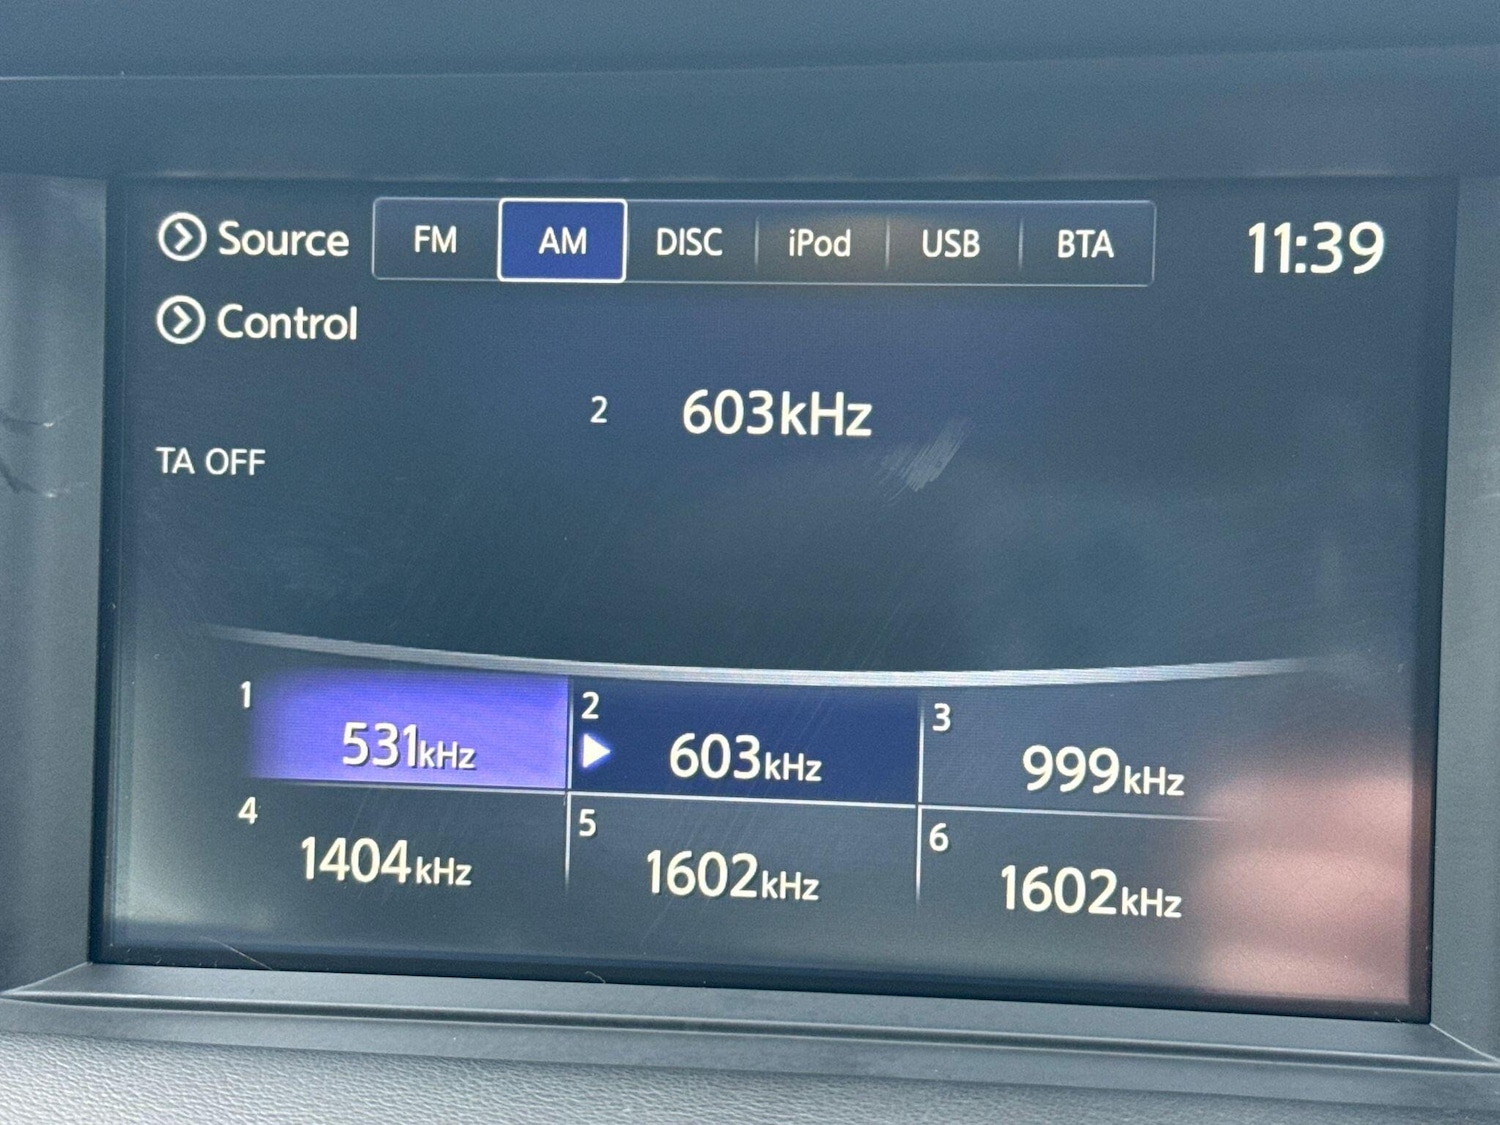 Source FM AM DISC iPod USB BTA 11:39
Control
2 603kHz
TA OFF
1 531kHz 2 603kHz 3 999kHz
4 1404kHz 5 1602kHz 6 1602kHz